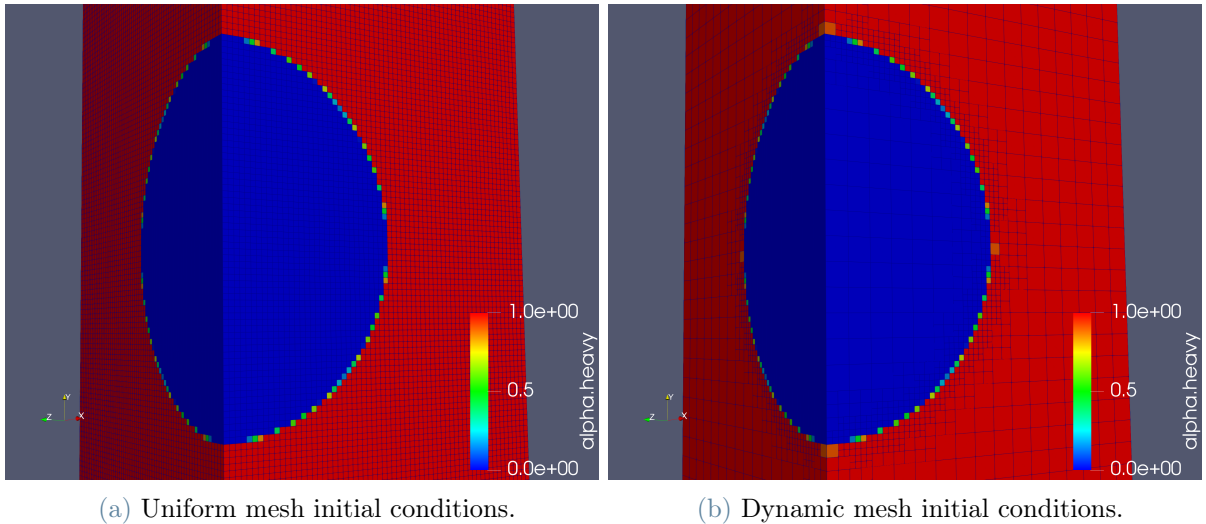 1.0e+00
0.5
0.0e+00
alpha.heavy
Y
Z
X
1.0e+00
0.5
0.0e+00
alpha.heavy
Y
Z
X
(a) Uniform mesh initial conditions.
(b) Dynamic mesh initial conditions.